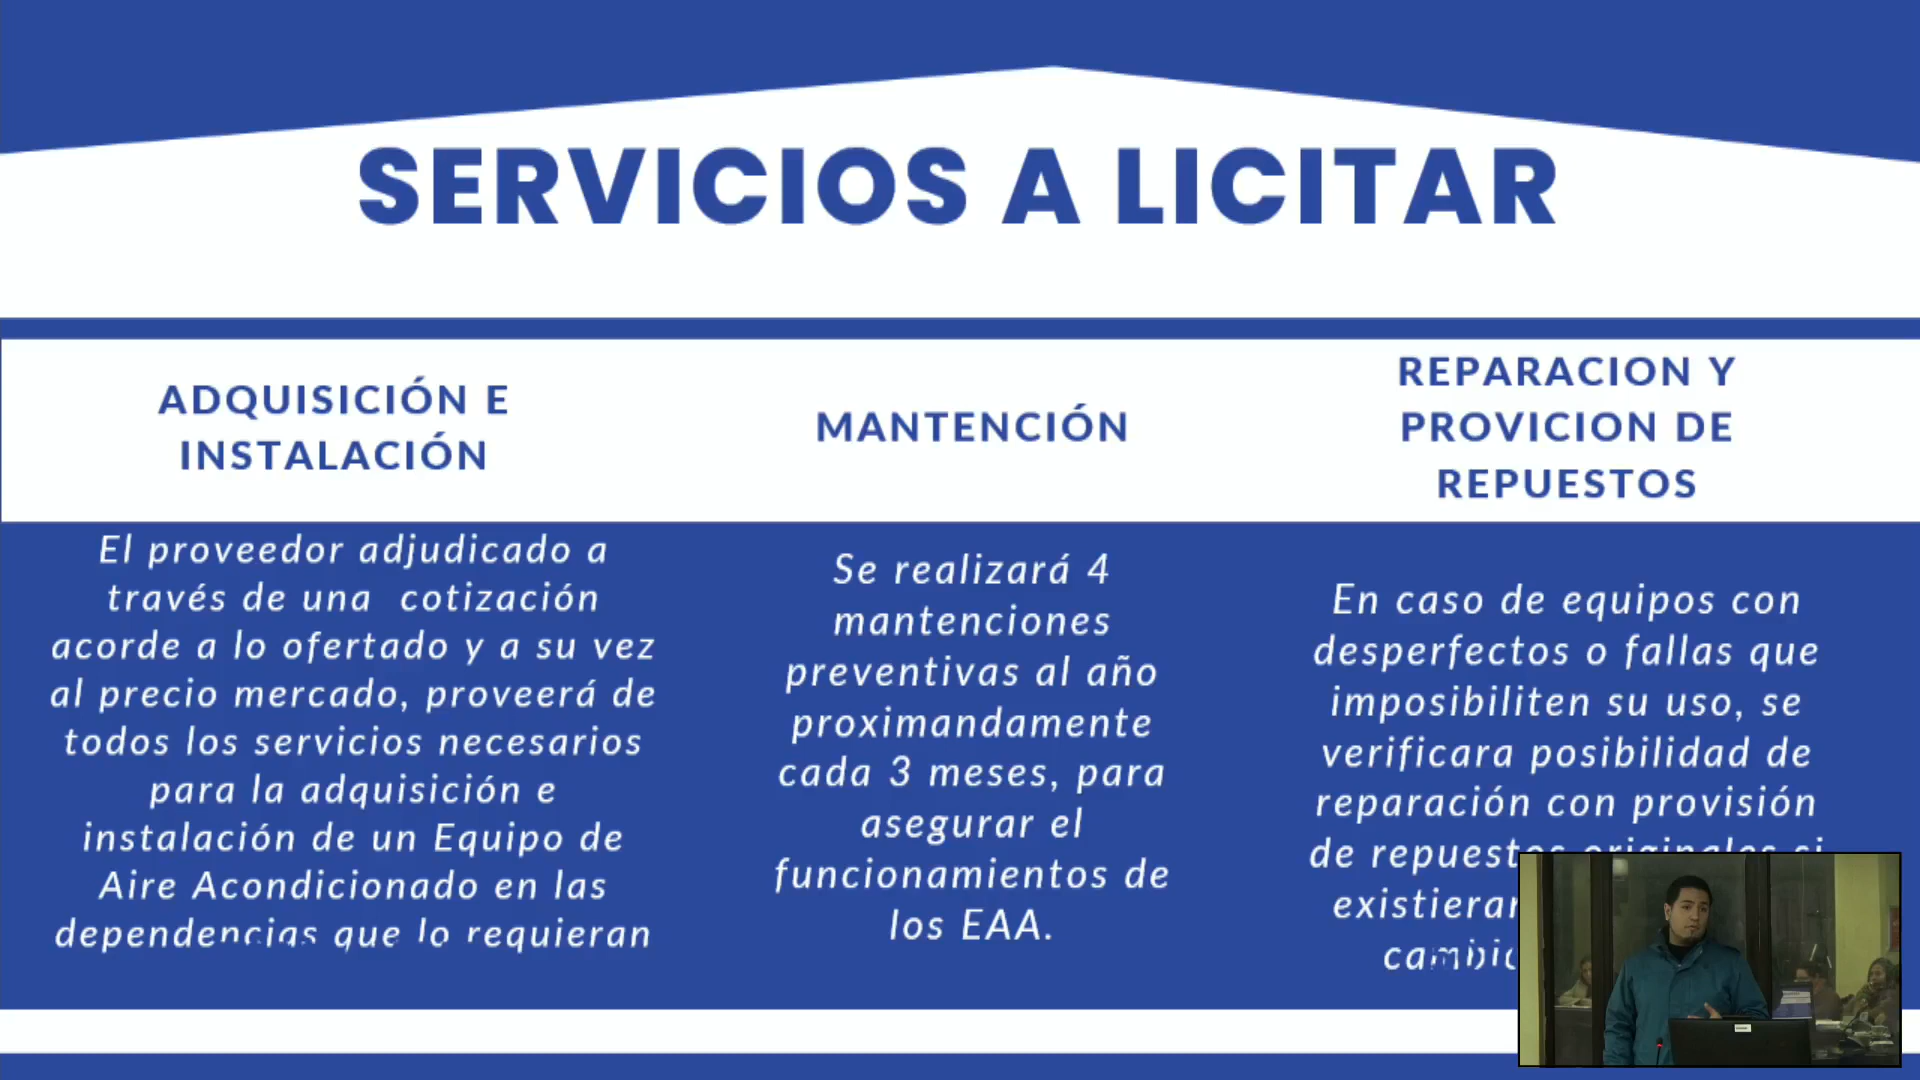 SERVICIOS A LICITAR
ADQUISICIÓN E
INSTALACIÓN
El proveedor adjudicado a
través de una cotización
acorde a lo ofertado y a su vez
al precio mercado, proveerá de
todos los servicios necesarios
para la adquisición e
instalación de un Equipo de
Aire Acondicionado en las
dependencias que lo requieran
MANTENCIÓN
Se realizará 4
mantenciones
preventivas al año
proximandamente
cada 3 meses, para
asegurar el
funcionamientos de
los EAA.
REPARACION Y
PROVICION DE
REPUESTOS
En caso de equipos con
desperfectos o fallas que
imposibiliten su uso, se
verificara posibilidad de
reparación con provisión
de repuestos originales si
existieran